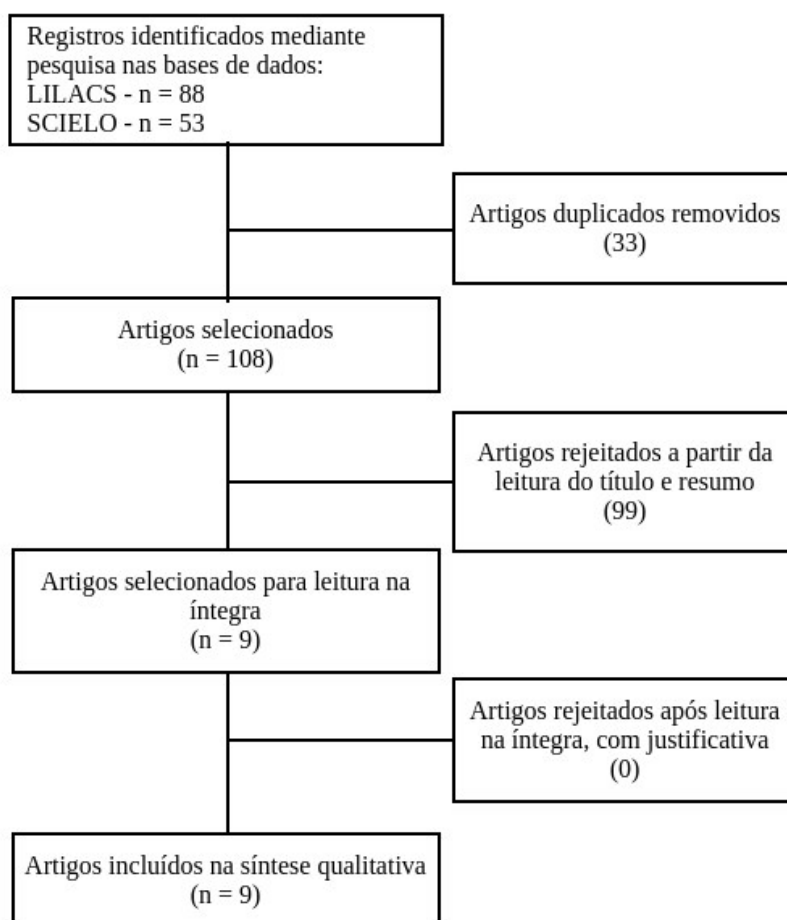 Registros identificados mediante
pesquisa nas bases de dados:
LILACS - n = 88
SCIELO - n = 53
Artigos duplicados removidos
(33)
Artigos selecionados
(n = 108)
Artigos rejeitados a partir da
leitura do título e resumo
(99)
Artigos selecionados para leitura na
íntegra
(n = 9)
Artigos rejeitados após leitura
na íntegra, com justificativa
(0)
Artigos incluídos na síntese qualitativa
(n = 9)